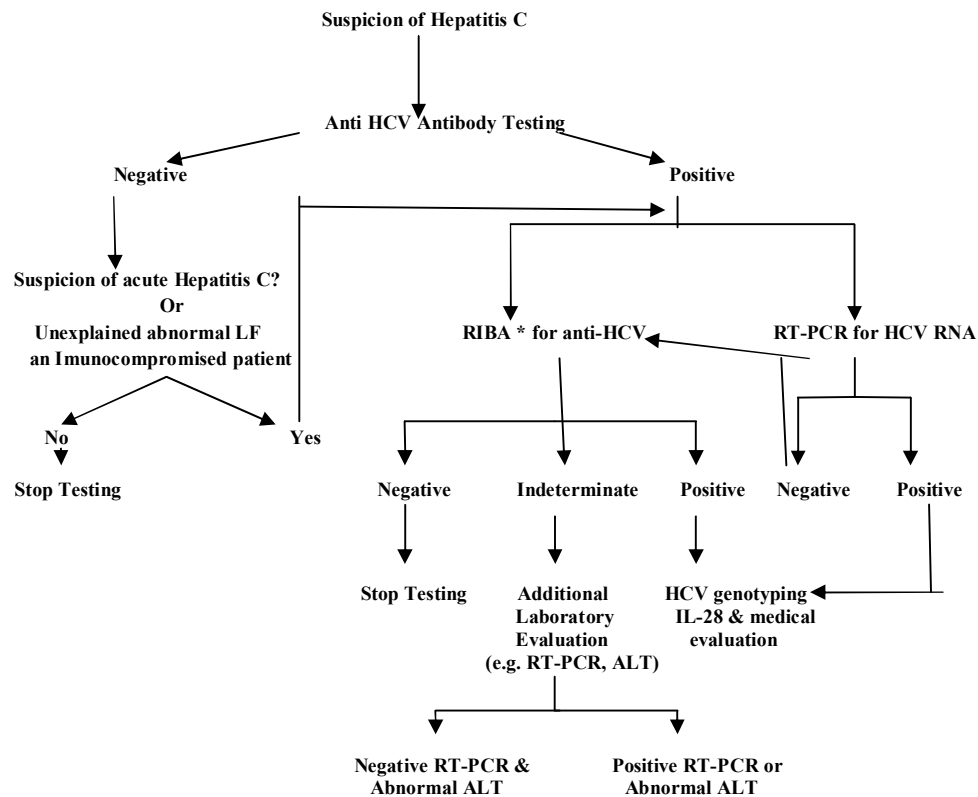 Suspicion of Hepatitis C
Anti HCV Antibody Testing
Negative
Positive
Suspicion of acute Hepatitis C?
Or
Unexplained abnormal LF
an Imunocompromised patient
RIBA * for anti-HCV
RT-PCR for HCV RNA
No
Yes
Stop Testing
Negative
Indeterminate
Positive
Negative
Positive
Stop Testing
Additional
Laboratory
Evaluation
(e.g. RT-PCR, ALT)
HCV genotyping
IL-28 & medical
evaluation
Negative RT-PCR &
Abnormal ALT
Positive RT-PCR or
Abnormal ALT